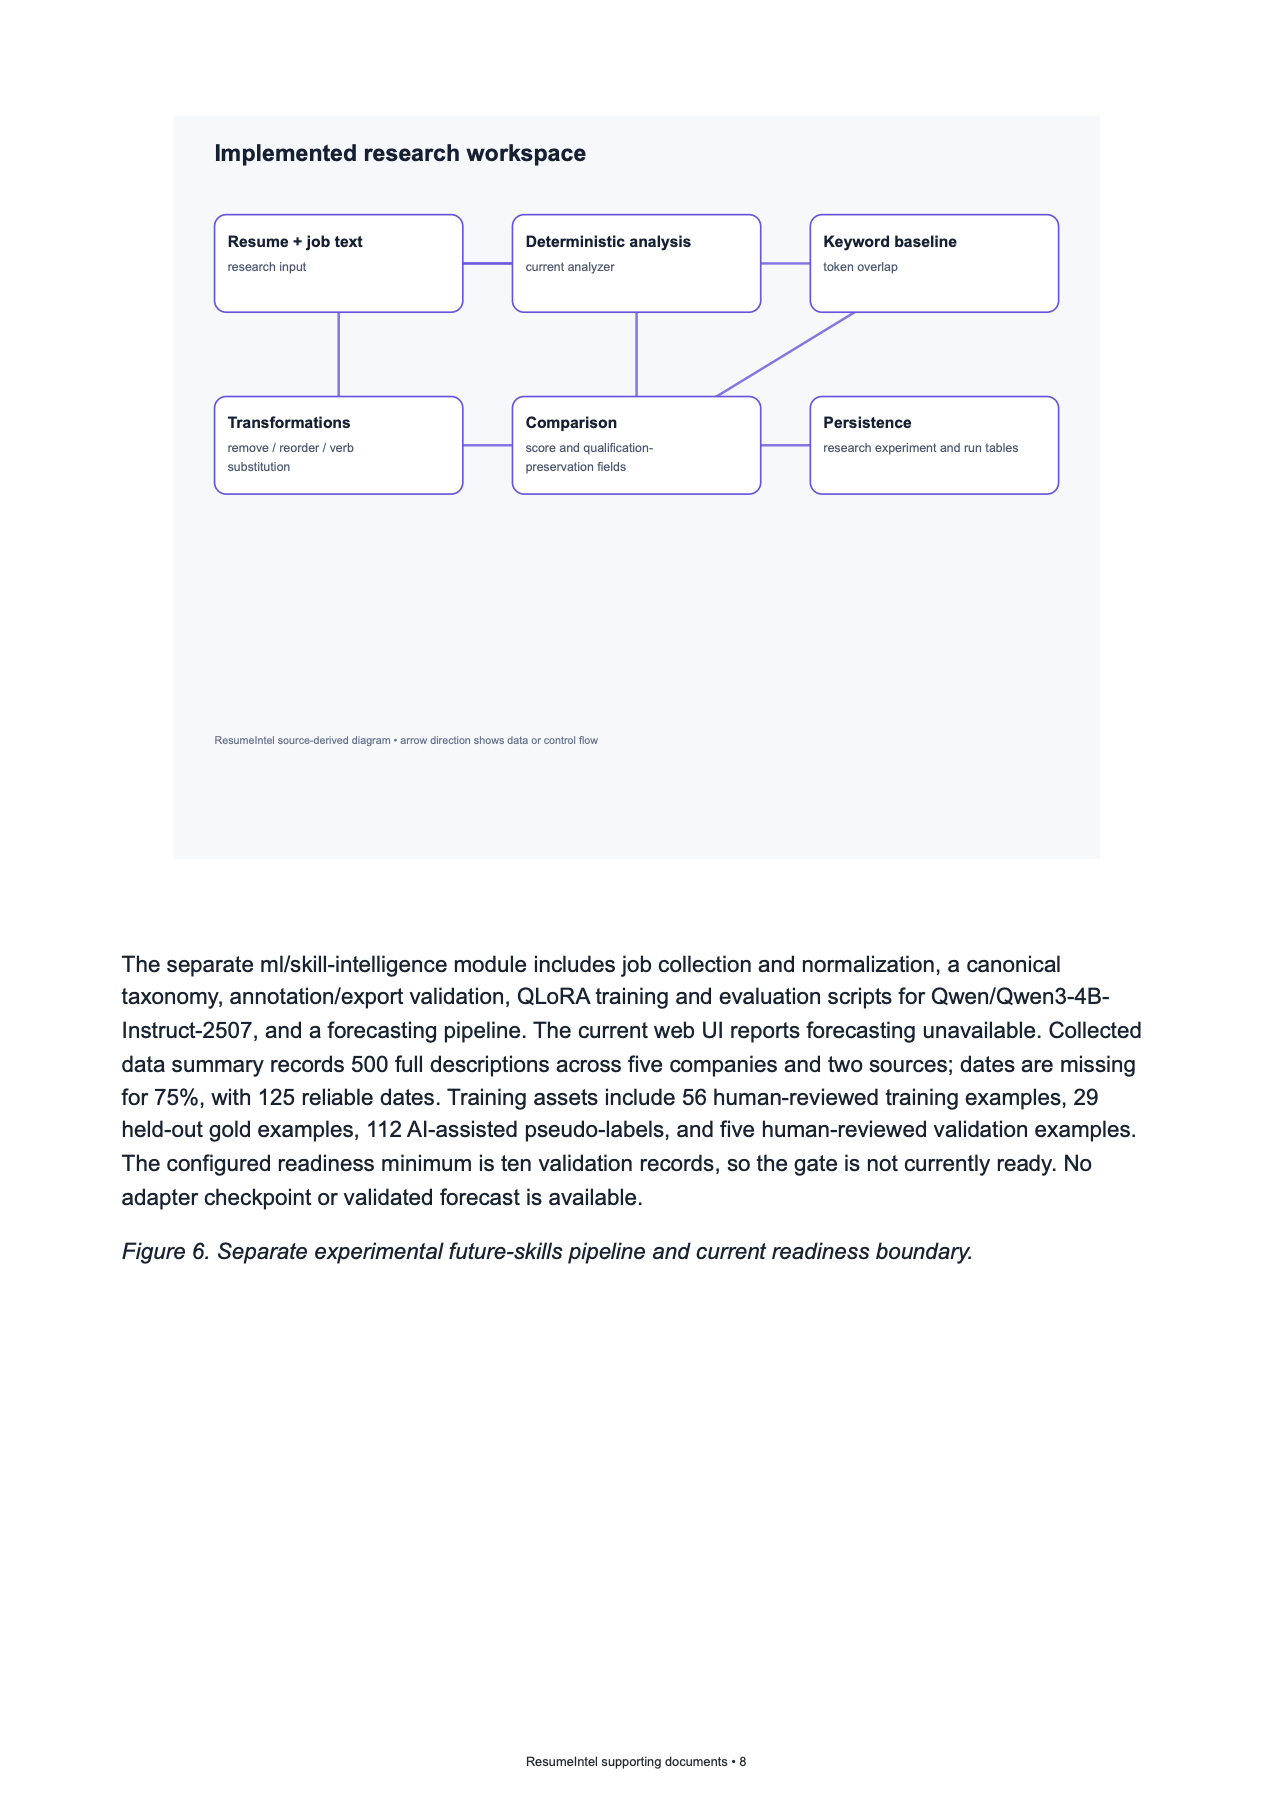 Implemented research workspace
Resume + job text
research input
Deterministic analysis
current analyzer
Keyword baseline
token overlap
Transformations
remove / reorder / verb
substitution
Comparison
score and qualification-
preservation fields
Persistence
research experiment and run tables
ResumeIntel source-derived diagram • arrow direction shows data or control flow
The separate ml/skill-intelligence module includes job collection and normalization, a canonical
taxonomy, annotation/export validation, QLoRA training and evaluation scripts for Qwen/Qwen3-4B-
Instruct-2507, and a forecasting pipeline. The current web UI reports forecasting unavailable. Collected
data summary records 500 full descriptions across five companies and two sources; dates are missing
for 75%, with 125 reliable dates. Training assets include 56 human-reviewed training examples, 29
held-out gold examples, 112 AI-assisted pseudo-labels, and five human-reviewed validation examples.
The configured readiness minimum is ten validation records, so the gate is not currently ready. No
adapter checkpoint or validated forecast is available.
Figure 6. Separate experimental future-skills pipeline and current readiness boundary.
ResumeIntel supporting documents • 8